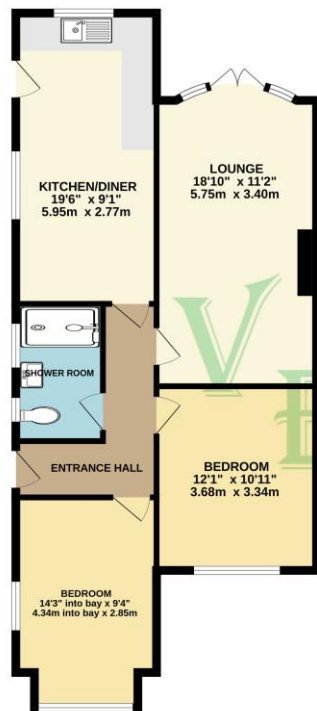 KITCHEN/DINER
19'6" x 9'1"
5.95m x 2.77m
LOUNGE
18'10" x 11'2"
5.75m x 3.40m
SHOWER ROOM
ENTRANCE HALL
BEDROOM
12'1" x 10'11"
3.68m x 3.34m
BEDROOM
14'3" into bay x 9'4"
4.34m into bay x 2.85m